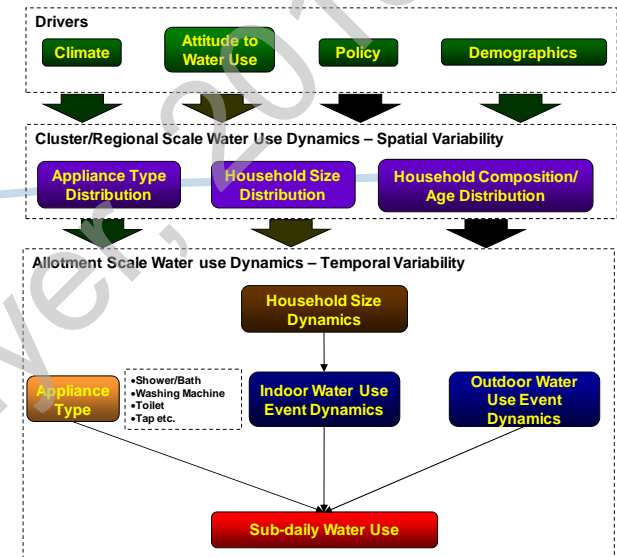 Drivers
Climate
Attitude to
Water Use
Policy
Demographics
Cluster/Regional Scale Water Use Dynamics – Spatial Variability
Appliance Type
Distribution
Household Size
Distribution
Household Composition/
Age Distribution
Allotment Scale Water use Dynamics – Temporal Variability
Household Size
Dynamics
Appliance
Type
•Shower/Bath
•Washing Machine
•Toilet
•Tap etc.
Indoor Water Use
Event Dynamics
Outdoor Water
Use Event
Dynamics
Sub-daily Water Use